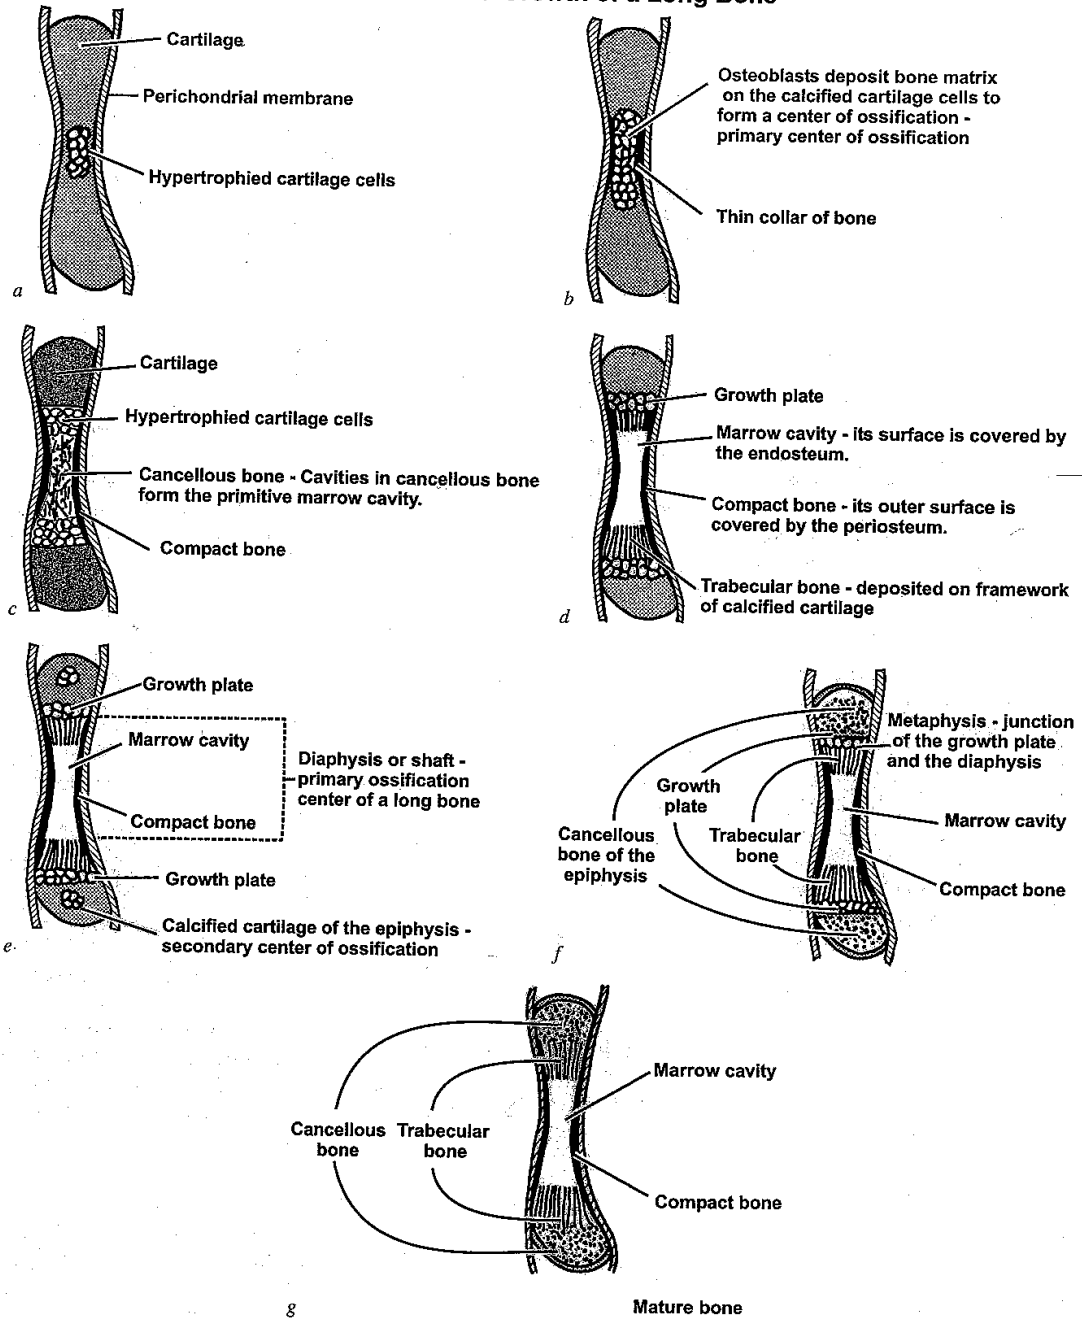 of a Long Bone
Cartilage
Perichondrial membrane
Hypertrophied cartilage cells
a
Osteoblasts deposit bone matrix
on the calcified cartilage cells to
form a center of ossification -
primary center of ossification
Thin collar of bone
b
Cartilage
Hypertrophied cartilage cells
Cancellous bone - Cavities in cancellous bone
form the primitive marrow cavity.
Compact bone
c
Growth plate
Marrow cavity - its surface is covered by
the endosteum.
Compact bone - its outer surface is
covered by the periosteum.
Trabecular bone - deposited on framework
of calcified cartilage
d
Growth plate
Marrow cavity
Diaphysis or shaft -
primary ossification
center of a long bone
Compact bone
Growth plate
Calcified cartilage of the epiphysis -
secondary center of ossification
e
Metaphysis - junction
of the growth plate
and the diaphysis
Growth
plate
Trabecular
bone
Cancellous
bone of the
epiphysis
Marrow cavity
Compact bone
f
Cancellous
bone
Trabecular
bone
Marrow cavity
Compact bone
g
Mature bone